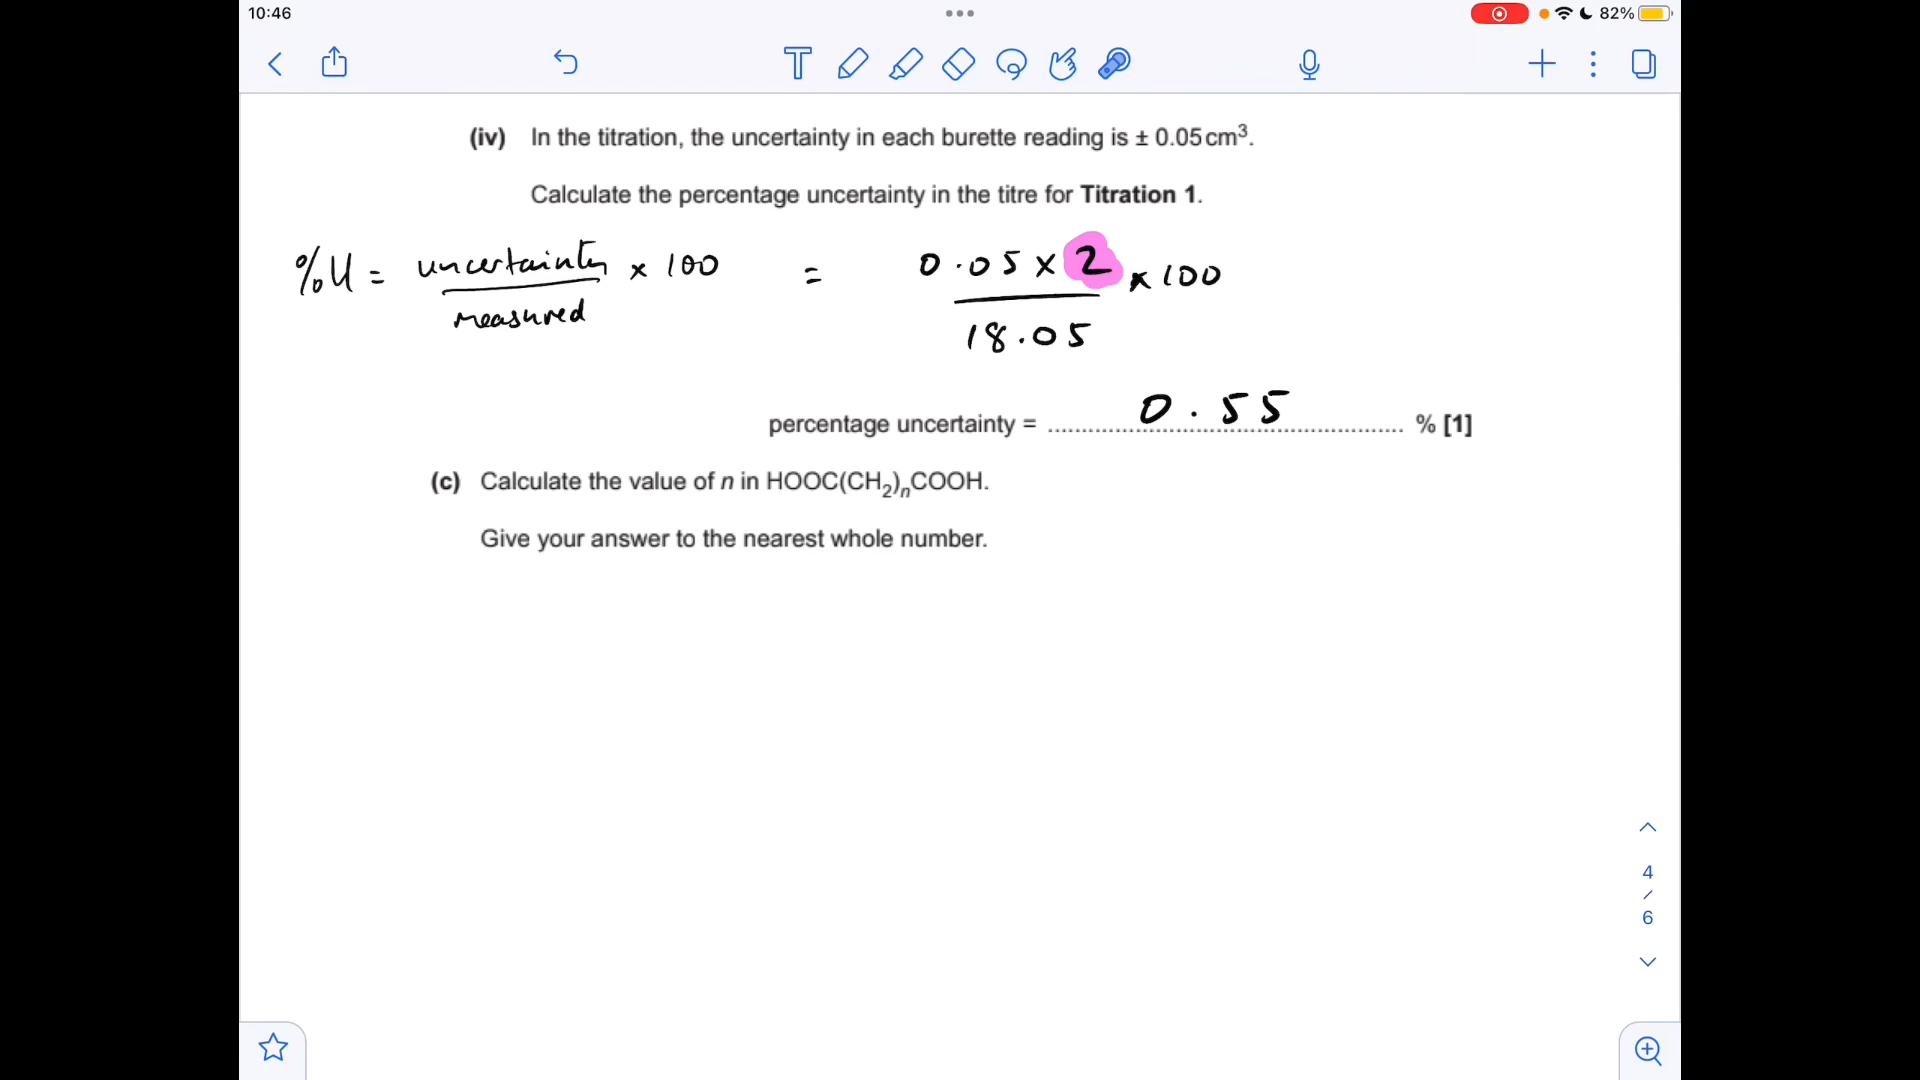 10:46
82%
(iv) In the titration, the uncertainty in each burette reading is ± 0.05 cm³.
Calculate the percentage uncertainty in the titre for Titration 1.
%U = uncertainty / measured × 100 = 0.05 × 2 / 18.05 × 100
percentage uncertainty = 0.55 % [1]
(c) Calculate the value of n in HOOC(CH₂)ₙCOOH.
Give your answer to the nearest whole number.
4
/
6